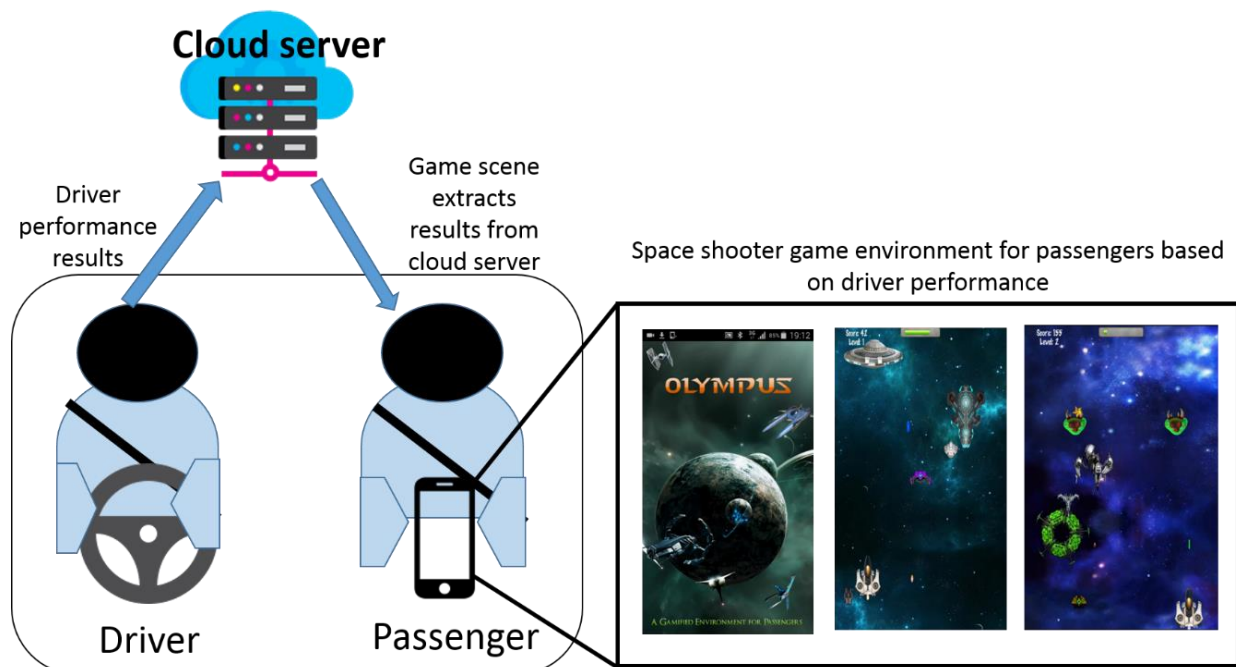 Cloud server
Driver
performance
results
Game scene
extracts
results from
cloud server
Space shooter game environment for passengers based
on driver performance
19:12
OLYMPUS
A GAMIFIED ENVIRONMENT FOR PASSENGERS
Score: 42
Level: 1
Score: 155
Level: 2
Driver
Passenger